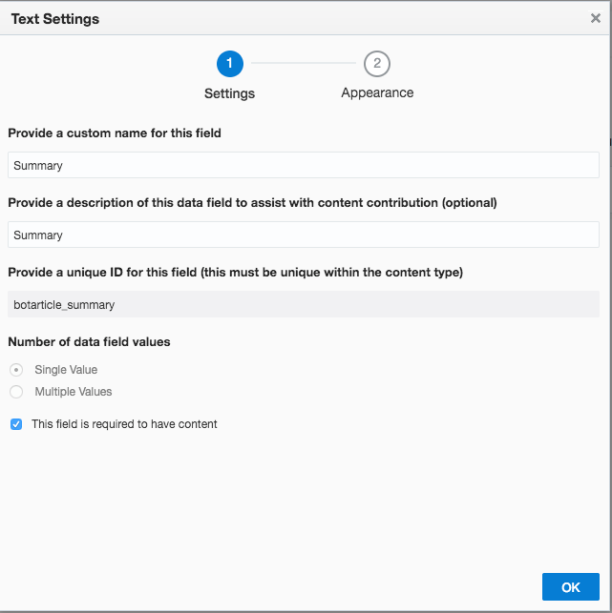 Text Settings
1
2
Settings
Appearance
Provide a custom name for this field
Summary
Provide a description of this data field to assist with content contribution (optional)
Summary
Provide a unique ID for this field (this must be unique within the content type)
botarticle_summary
Number of data field values
Single Value
Multiple Values
This field is required to have content
OK